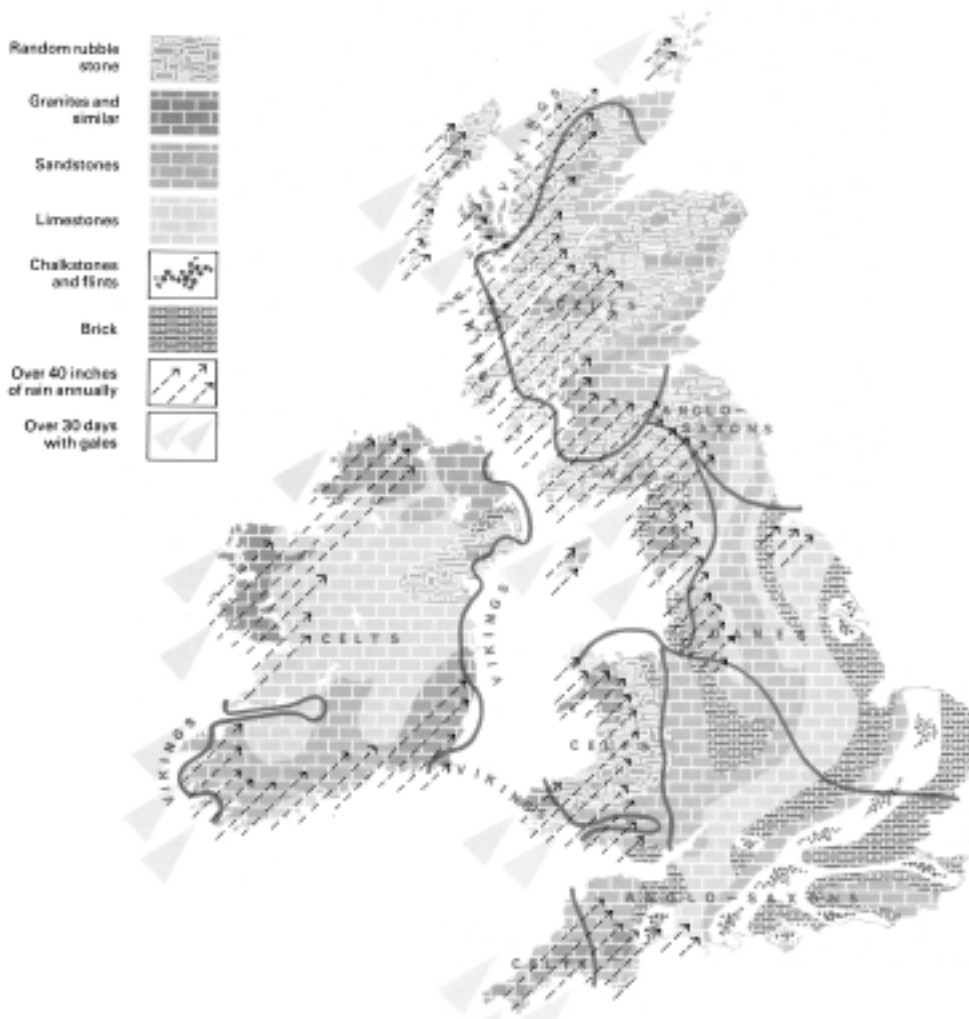 Random rubble
stone
Granites and
similar
Sandstones
Limestones
Chalkstones
and flints
Brick
Over 40 inches
of rain annually
Over 30 days
with gales
VIKINGS
VIKINGS
CELTS
ANGLO-
SAXONS
CELTS
VIKINGS
DANES
VIKINGS
CELTS
VIKINGS
ANGLO-SAXONS
CELTS